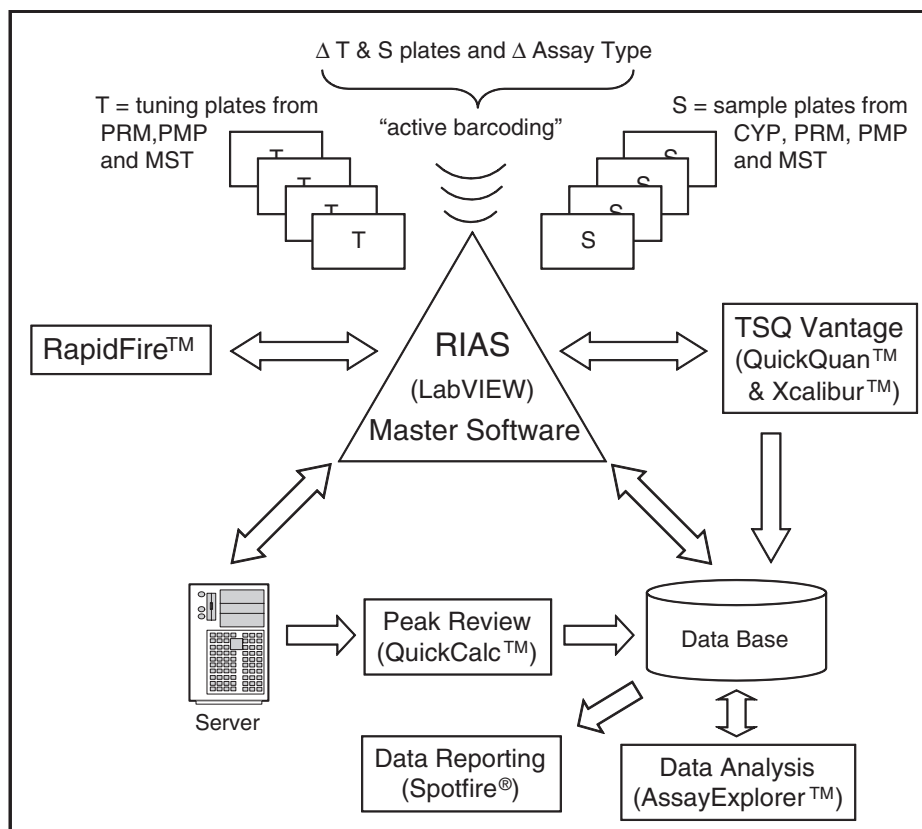 Δ T & S plates and Δ Assay Type
T = tuning plates from
PRM,PMP
and MST
“active barcoding”
S = sample plates from
CYP, PRM, PMP
and MST
T
T
T
T
S
S
S
S
RapidFire™
RIAS
(LabVIEW)
Master Software
TSQ Vantage
(QuickQuan™
& Xcalibur™)
Server
Peak Review
(QuickCalc™)
Data Base
Data Reporting
(Spotfire®)
Data Analysis
(AssayExplorer™)